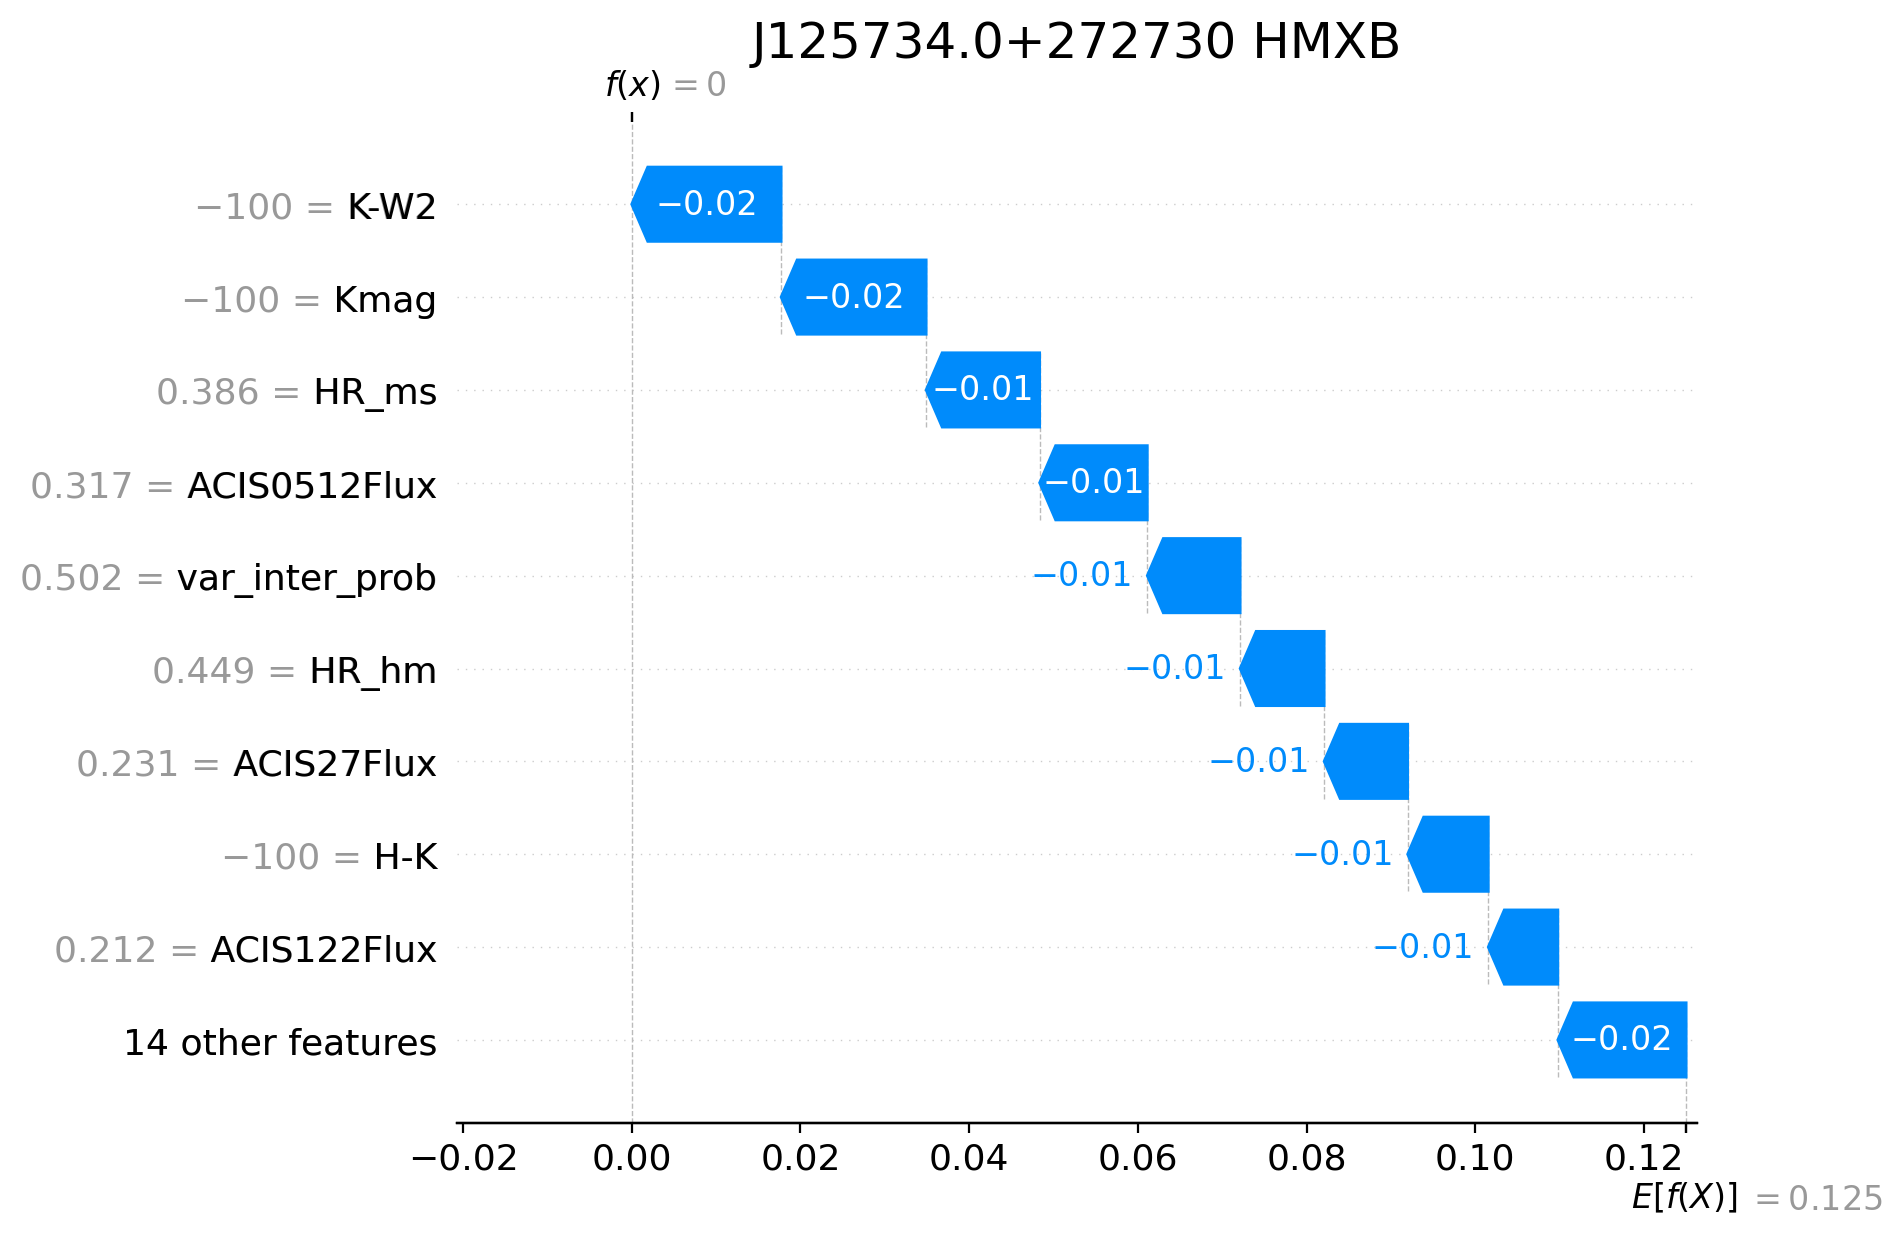 J125734.0+272730 HMXB
f(x) = 0
−100 = K-W2 −0.02
−100 = Kmag −0.02
0.386 = HR_ms −0.01
0.317 = ACIS0512Flux −0.01
0.502 = var_inter_prob −0.01
0.449 = HR_hm −0.01
0.231 = ACIS27Flux −0.01
−100 = H-K −0.01
0.212 = ACIS122Flux −0.01
14 other features −0.02
−0.02 0.00 0.02 0.04 0.06 0.08 0.10 0.12
E[f(X)] = 0.125